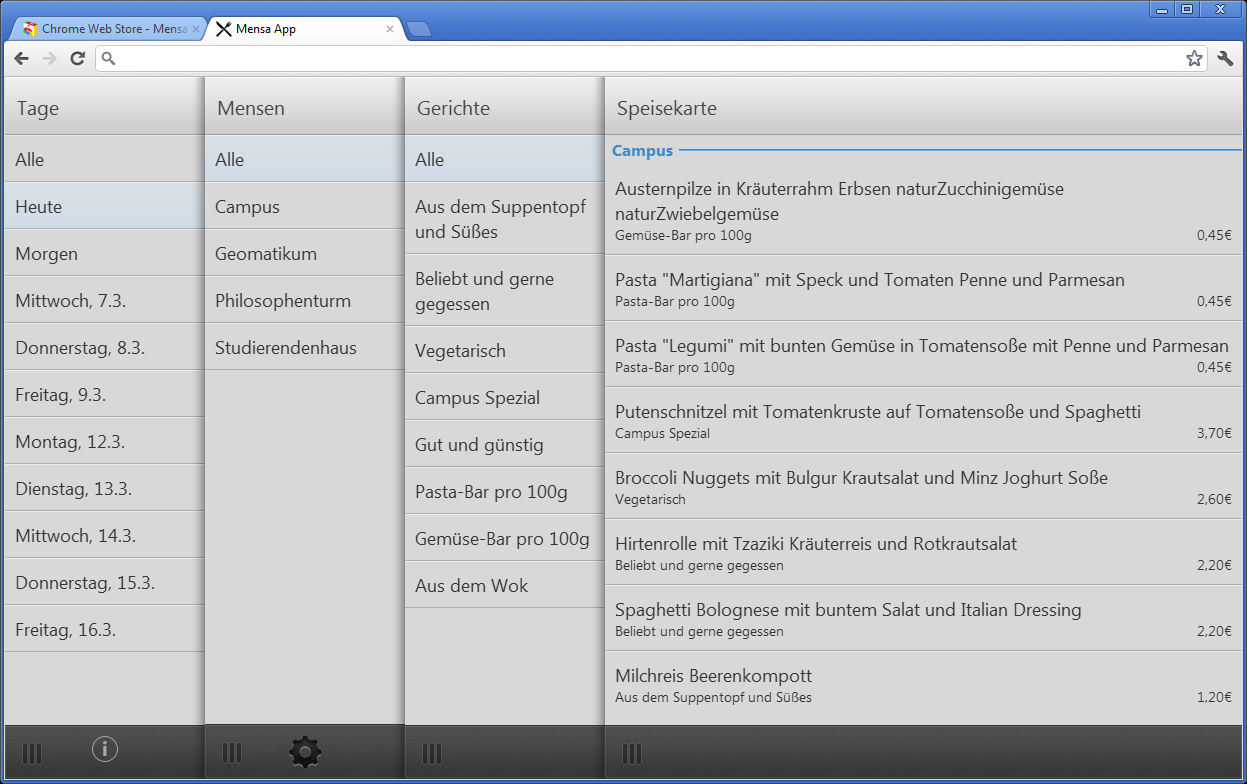 Chrome Web Store - Mensa
Mensa App
Tage
Alle
Heute
Morgen
Mittwoch, 7.3.
Donnerstag, 8.3.
Freitag, 9.3.
Montag, 12.3.
Dienstag, 13.3.
Mittwoch, 14.3.
Donnerstag, 15.3.
Freitag, 16.3.
Mensen
Alle
Campus
Geomatikum
Philosophenturm
Studierendenhaus
Gerichte
Alle
Aus dem Suppentopf
und Süßes
Beliebt und gerne
gegessen
Vegetarisch
Campus Spezial
Gut und günstig
Pasta-Bar pro 100g
Gemüse-Bar pro 100g
Aus dem Wok
Speisekarte
Campus
Austernpilze in Kräuterrahm Erbsen naturZucchinigemüse
naturZwiebelgemüse
Gemüse-Bar pro 100g 0,45€
Pasta "Martigiana" mit Speck und Tomaten Penne und Parmesan
Pasta-Bar pro 100g 0,45€
Pasta "Legumi" mit bunten Gemüse in Tomatensoße mit Penne und Parmesan
Pasta-Bar pro 100g 0,45€
Putenschnitzel mit Tomatenkruste auf Tomatensoße und Spaghetti
Campus Spezial 3,70€
Broccoli Nuggets mit Bulgur Krautsalat und Minz Joghurt Soße
Vegetarisch 2,60€
Hirtenrolle mit Tzaziki Kräuterreis und Rotkrautsalat
Beliebt und gerne gegessen 2,20€
Spaghetti Bolognese mit buntem Salat und Italian Dressing
Beliebt und gerne gegessen 2,20€
Milchreis Beerenkompott
Aus dem Suppentopf und Süßes 1,20€